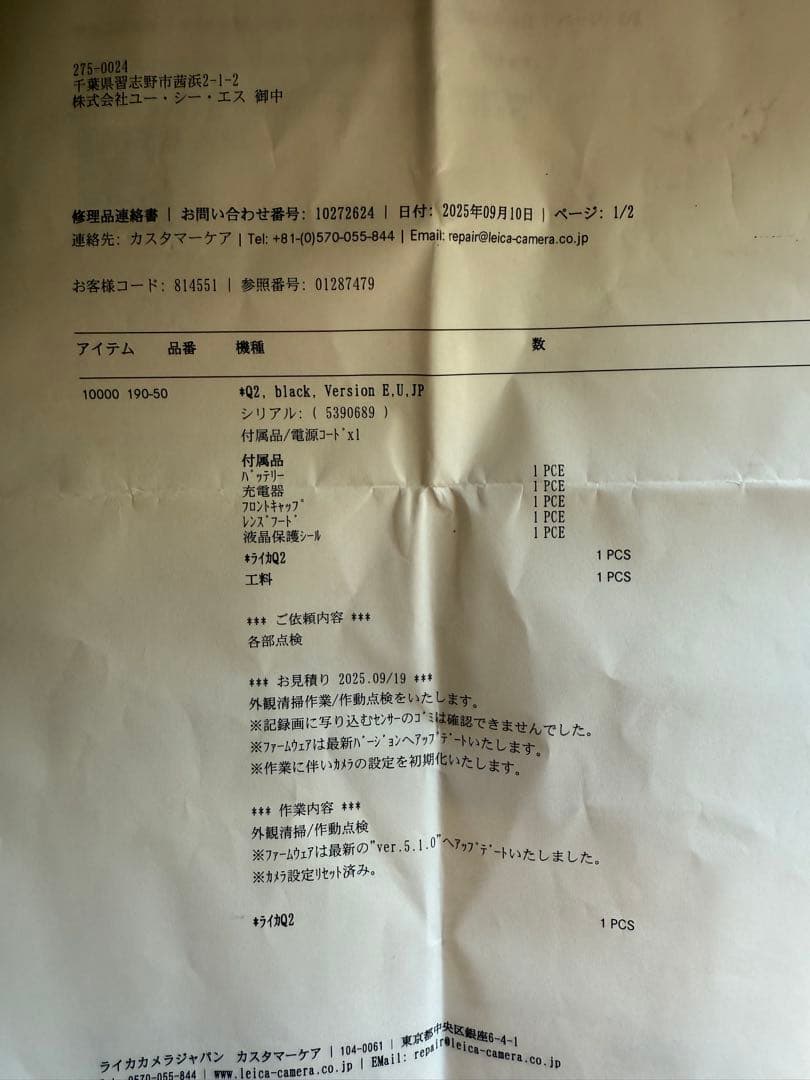 275-0024
千葉県習志野市茜浜2-1-2
株式会社ユー・シー・エス 御中
修理品連絡書 | お問い合わせ番号: 10272624 | 日付: 2025年09月10日 | ページ: 1/2
連絡先: カスタマーケア | Tel: +81-(0)570-055-844 | Email: repair@leica-camera.co.jp
お客様コード: 814551 | 参照番号: 01287479
アイテム 品番 機種 数
10000 190-50 *Q2, black, Version E,U,JP
シリアル: ( 5390689 )
付属品/電源ｺｰﾄﾞx1
付属品
ﾊﾞｯﾃﾘｰ 1 PCE
充電器 1 PCE
ﾌﾛﾝﾄｷｬｯﾌﾟ 1 PCE
ﾚﾝｽﾞﾌｰﾄﾞ 1 PCE
液晶保護ｼｰﾙ 1 PCE
*ﾗｲｶQ2 1 PCS
工料 1 PCS
*** ご依頼内容 ***
各部点検
*** お見積り 2025.09/19 ***
外観清掃作業/作動点検をいたします。
※記録画に写り込むｾﾝｻｰのｺﾞﾐは確認できませんでした。
※ﾌｧｰﾑｳｪｱは最新ﾊﾞｰｼﾞｮﾝへｱｯﾌﾟﾃﾞｰﾄいたします。
※作業に伴いｶﾒﾗの設定を初期化いたします。
*** 作業内容 ***
外観清掃/作動点検
※ﾌｧｰﾑｳｪｱは最新の"ver.5.1.0"へｱｯﾌﾟﾃﾞｰﾄいたしました。
※ｶﾒﾗ設定ﾘｾｯﾄ済み。
*ﾗｲｶQ2 1 PCS
ライカカメラジャパン カスタマーケア | 104-0061 | 東京都中央区銀座6-4-1
0570-055-844 | www.leica-camera.co.jp | EMail: repair@leica-camera.co.jp